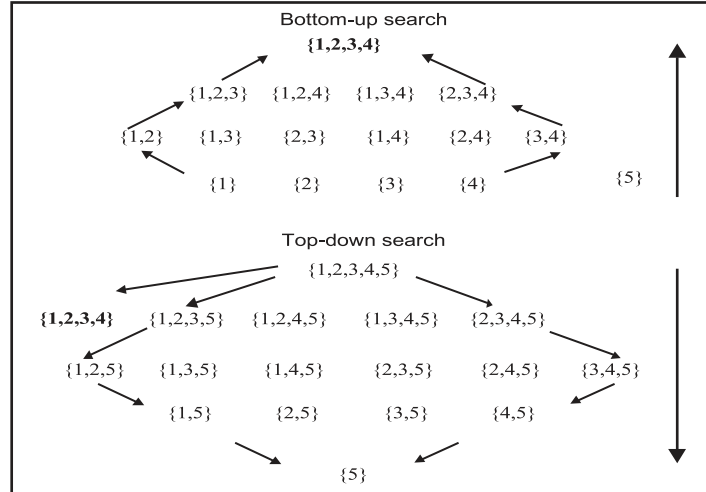 Bottom-up search
{1,2,3,4}
{1,2,3} {1,2,4} {1,3,4} {2,3,4}
{1,2} {1,3} {2,3} {1,4} {2,4} {3,4}
{1} {2} {3} {4} {5}
Top-down search
{1,2,3,4,5}
{1,2,3,4} {1,2,3,5} {1,2,4,5} {1,3,4,5} {2,3,4,5}
{1,2,5} {1,3,5} {1,4,5} {2,3,5} {2,4,5} {3,4,5}
{1,5} {2,5} {3,5} {4,5}
{5}